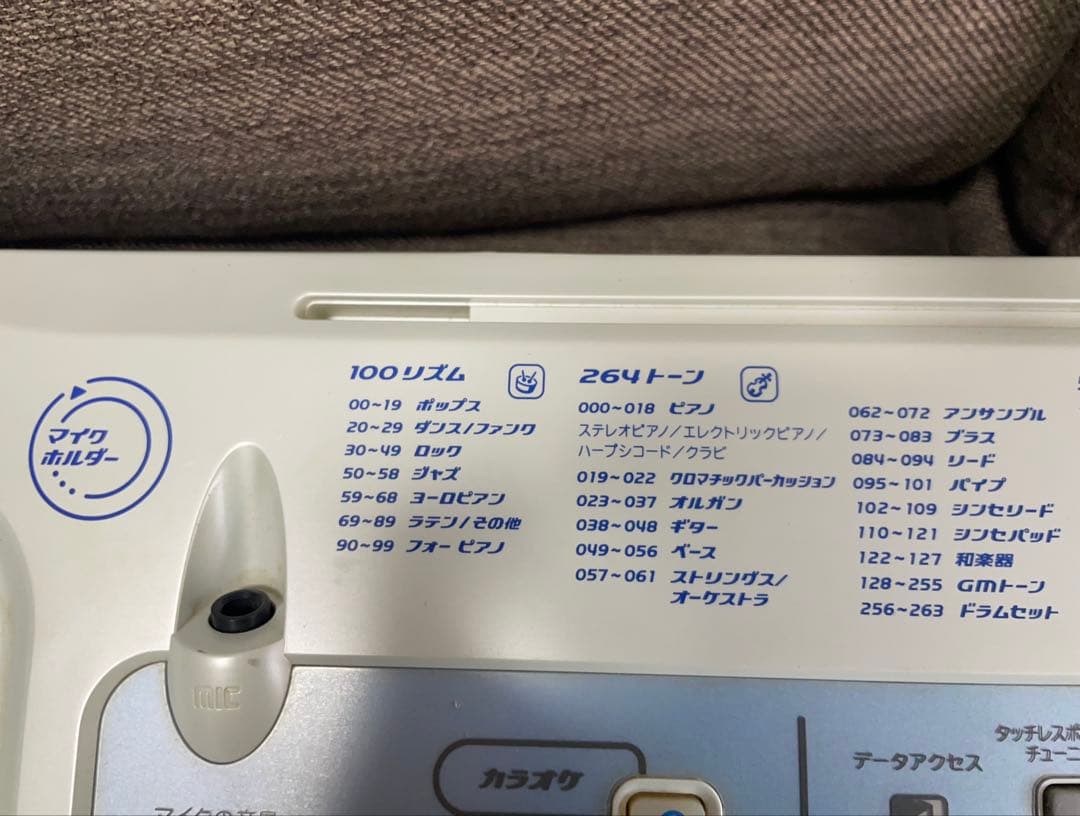 マイク
ホルダー
100リズム
00~19 ポップス
20~29 ダンス/ファンク
30~49 ロック
50~58 ジャズ
59~68 ヨーロピアン
69~89 ラテン/その他
90~99 フォー ピアノ
264トーン
000~018 ピアノ
ステレオピアノ/エレクトリックピアノ/
ハープシコード/クラビ
019~022 クロマチックパーカッション
023~037 オルガン
038~048 ギター
049~056 ベース
057~061 ストリングス/
オーケストラ
062~072 アンサンブル
073~083 ブラス
084~094 リード
095~101 パイプ
102~109 シンセリード
110~121 シンセパッド
122~127 和楽器
128~255 GMトーン
256~263 ドラムセット
MIC
カラオケ
データアクセス
タッチレスポ
チューニ
マイクの音量